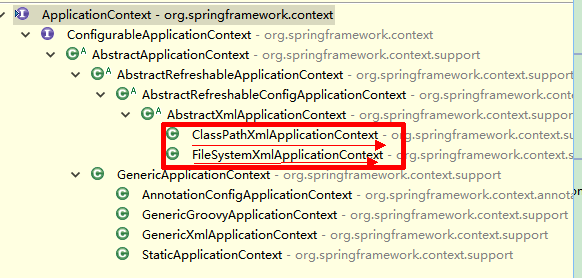 ApplicationContext - org.springframework.context
ConfigurableApplicationContext - org.springframework.context
AbstractApplicationContext - org.springframework.context.support
AbstractRefreshableApplicationContext - org.springframework.context.support
AbstractRefreshableConfigApplicationContext - org.springframework.context
AbstractXmlApplicationContext - org.springframework.context.support
ClassPathXmlApplicationContext - org.springframework.context.sup
FileSystemXmlApplicationContext - org.springframework.context.su
GenericApplicationContext - org.springframework.context.support
AnnotationConfigApplicationContext - org.springframework.context.annota
GenericGroovyApplicationContext - org.springframework.context.support
GenericXmlApplicationContext - org.springframework.context.support
StaticApplicationContext - org.springframework.context.support